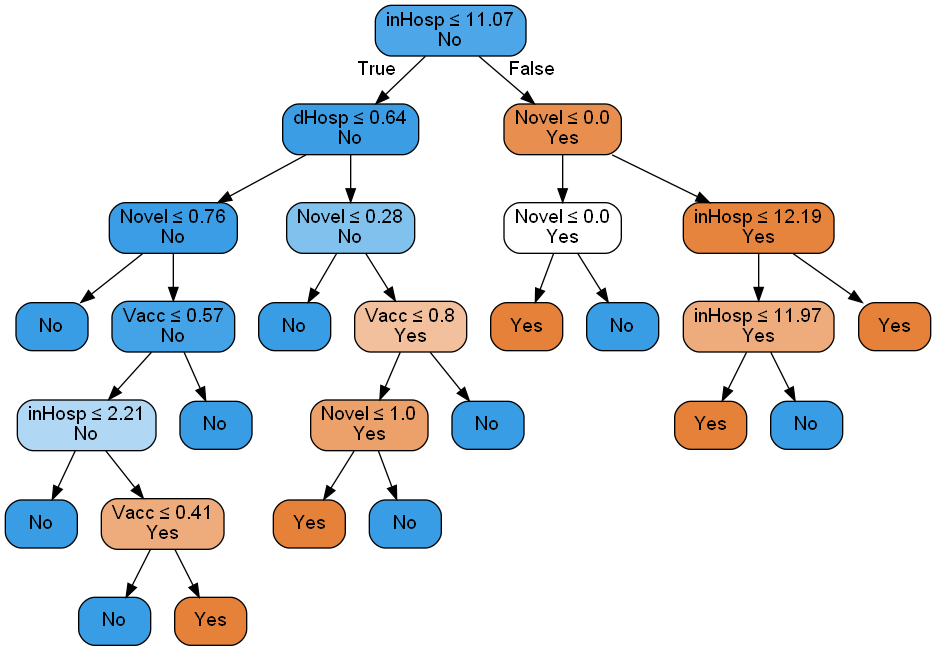 inHosp ≤ 11.07
No
True
False
dHosp ≤ 0.64
No
Novel ≤ 0.0
Yes
Novel ≤ 0.76
No
Novel ≤ 0.28
No
Novel ≤ 0.0
Yes
inHosp ≤ 12.19
Yes
No
Vacc ≤ 0.57
No
No
Vacc ≤ 0.8
Yes
Yes
No
inHosp ≤ 11.97
Yes
Yes
inHosp ≤ 2.21
No
No
Novel ≤ 1.0
Yes
No
Yes
No
No
Vacc ≤ 0.41
Yes
Yes
No
No
Yes